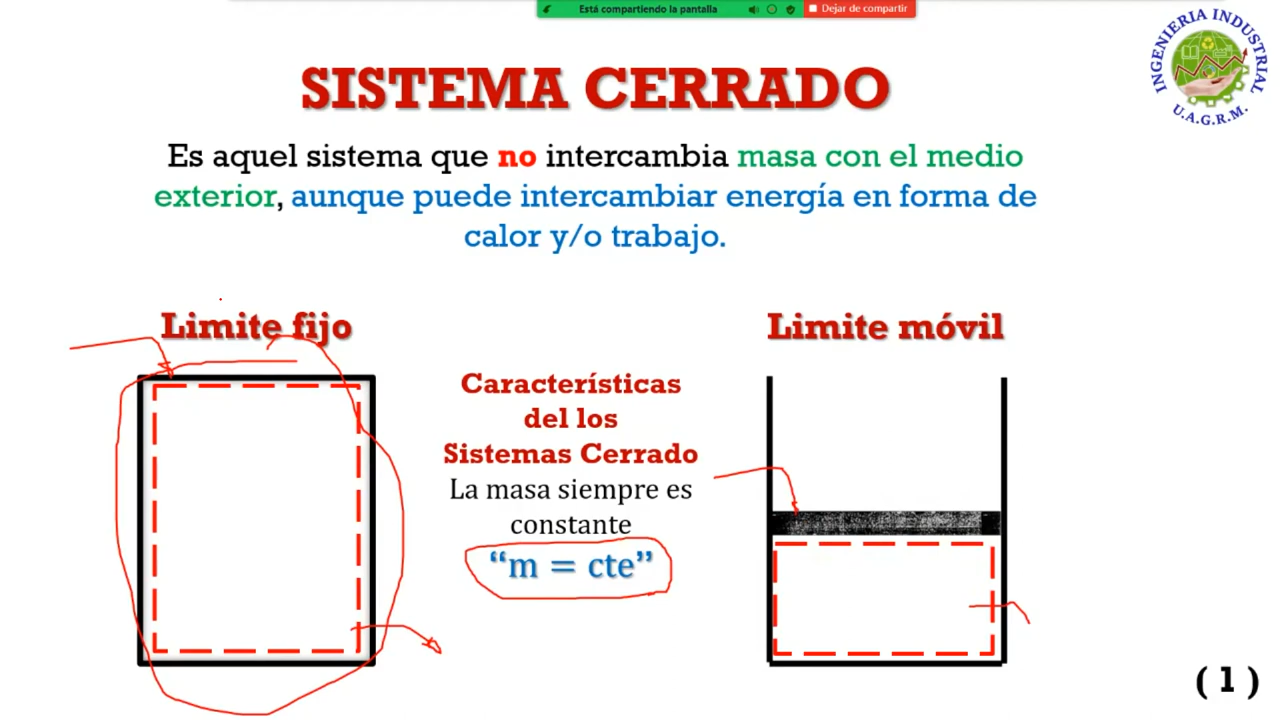 Está compartiendo la pantalla
Dejar de compartir
INGENIERIA INDUSTRIAL
U.A.G.R.M.
SISTEMA CERRADO
Es aquel sistema que no intercambia masa con el medio
exterior, aunque puede intercambiar energía en forma de
calor y/o trabajo.
Limite fijo
Limite móvil
Características
del los
Sistemas Cerrado
La masa siempre es
constante
“m = cte”
( 1 )